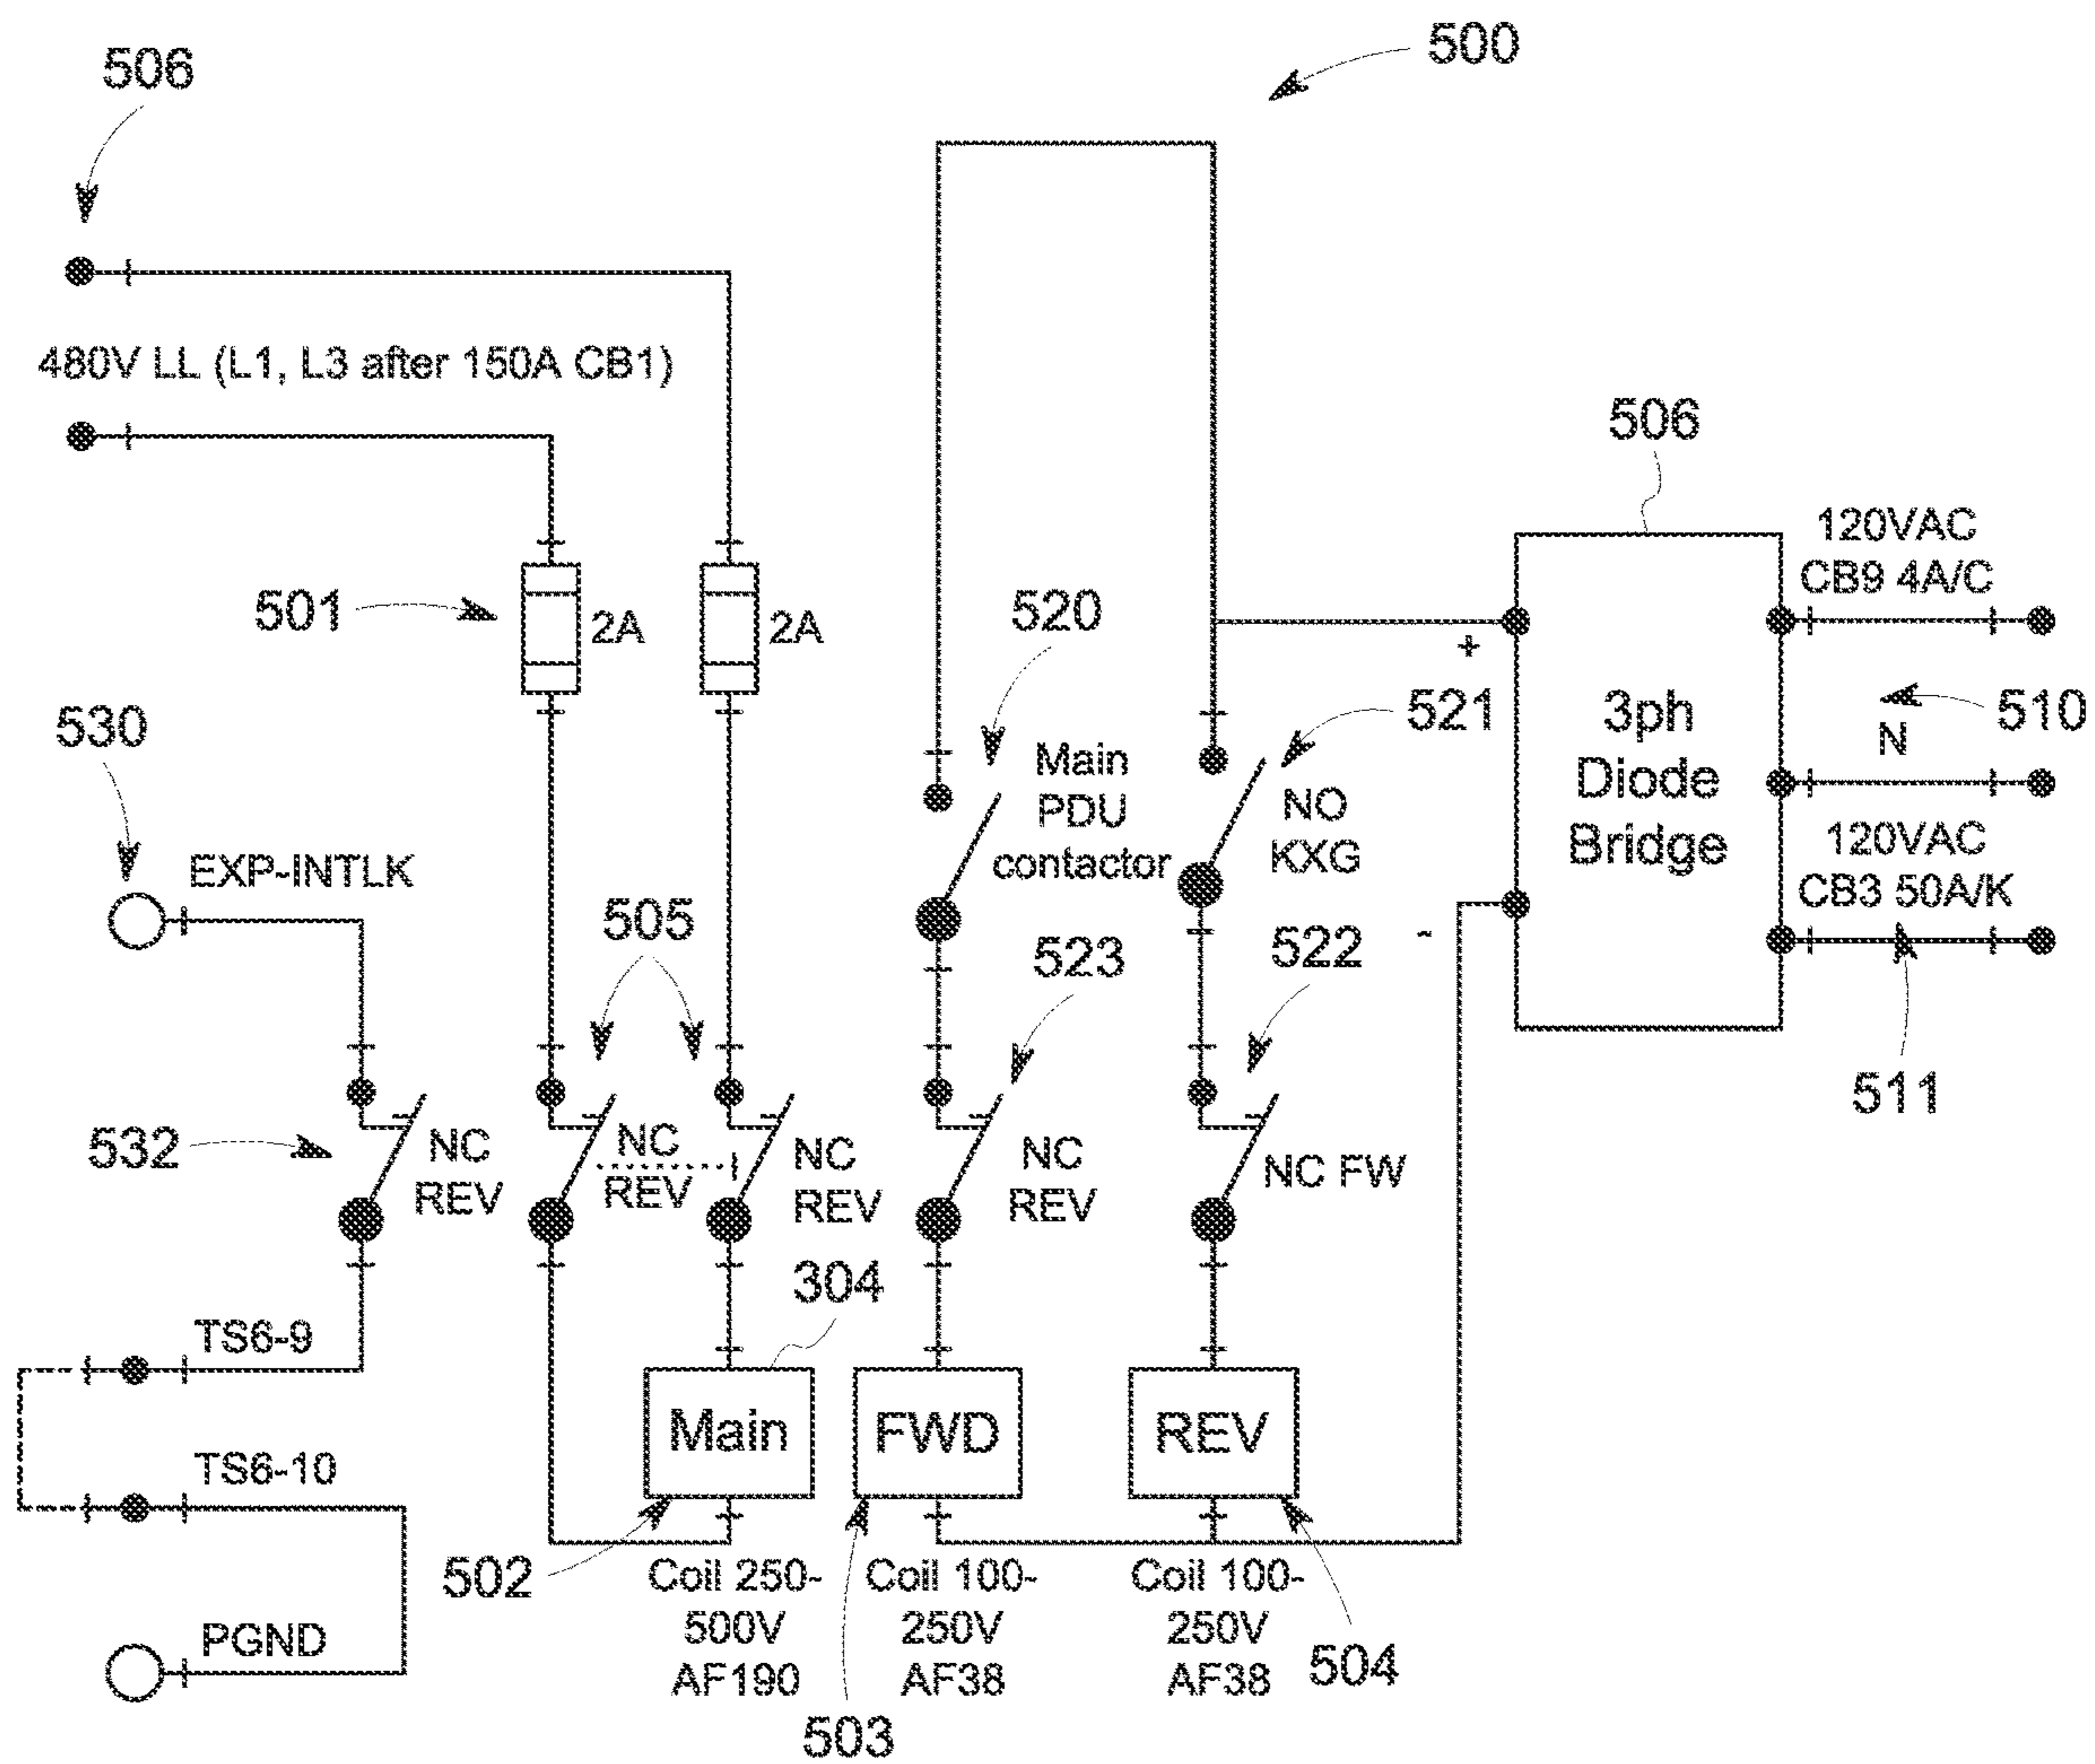 500
506
480V LL (L1, L3 after 150A CB1)
506
120VAC
CB9 4A/C
501
2A
2A
520
+
3ph
Diode
Bridge
521
510
N
530
Main
PDU
contactor
NO
KXG
120VAC
CB3 50A/K
EXP-INTLK
505
523
522
-
511
532
NC
REV
NC
REV
NC
REV
NC
REV
NC FW
304
TS6-9
Main
FWD
REV
TS6-10
502
Coil 250-
500V
AF190
Coil 100-
250V
AF38
Coil 100-
250V
AF38
504
PGND
503